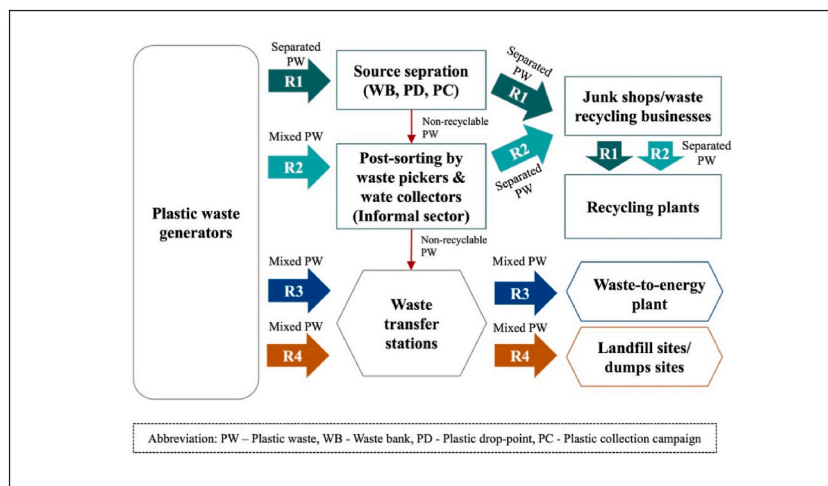 Separated
PW
R1
Source sepration
(WB, PD, PC)
Separated
PW
R1
Junk shops/waste
recycling businesses
Non-recyclable
PW
Mixed PW
R2
Post-sorting by
waste pickers &
wate collectors
(Informal sector)
R2
Separated
PW
R1
R2
Separated
PW
Recycling plants
Plastic waste
generators
Non-recyclable
PW
Mixed PW
R3
Waste
transfer
stations
Mixed PW
R3
Waste-to-energy
plant
Mixed PW
R4
Mixed PW
R4
Landfill sites/
dumps sites
Abbreviation: PW – Plastic waste, WB - Waste bank, PD - Plastic drop-point, PC - Plastic collection campaign